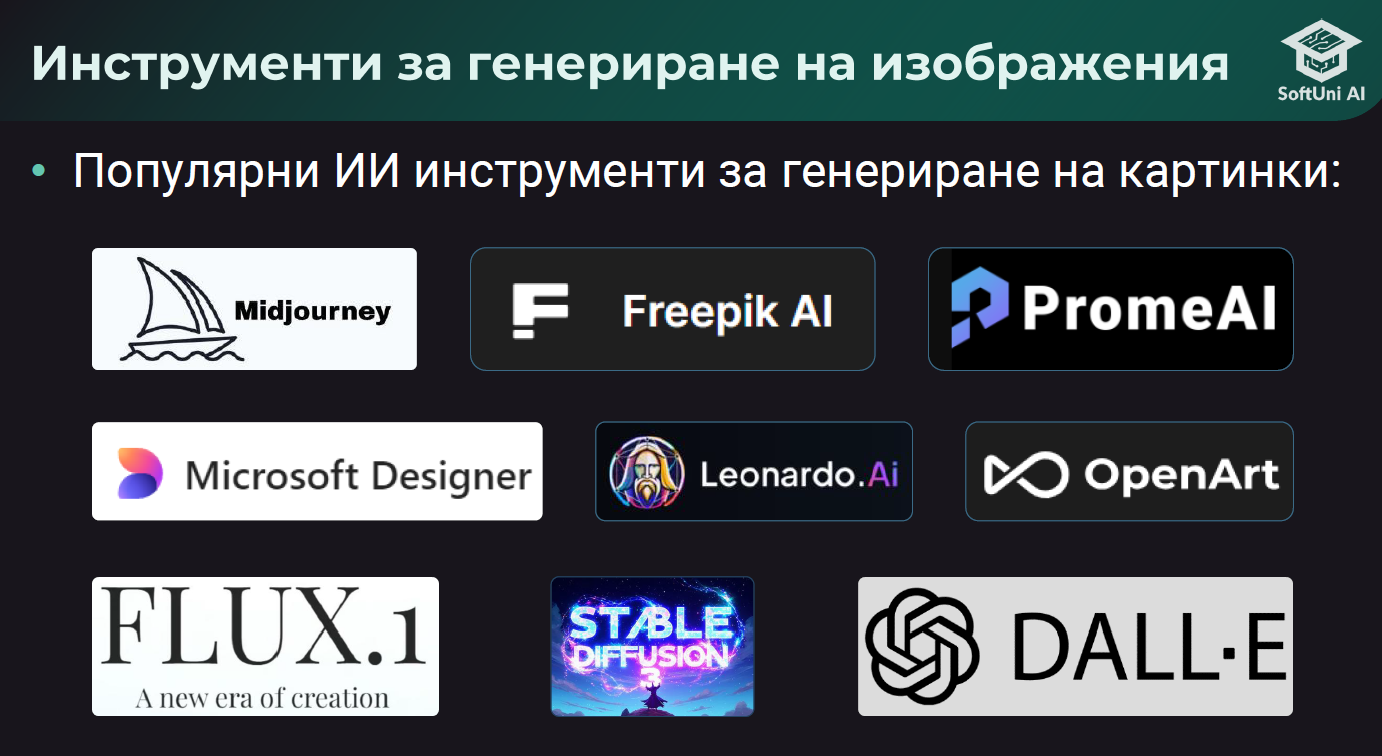 Инструменти за генериране на изображения
SoftUni AI
• Популярни ИИ инструменти за генериране на картинки:
Midjourney
Freepik AI
PromeAI
Microsoft Designer
Leonardo.Ai
OpenArt
FLUX.1
A new era of creation
STABLE
DIFFUSION
3
DALL·E